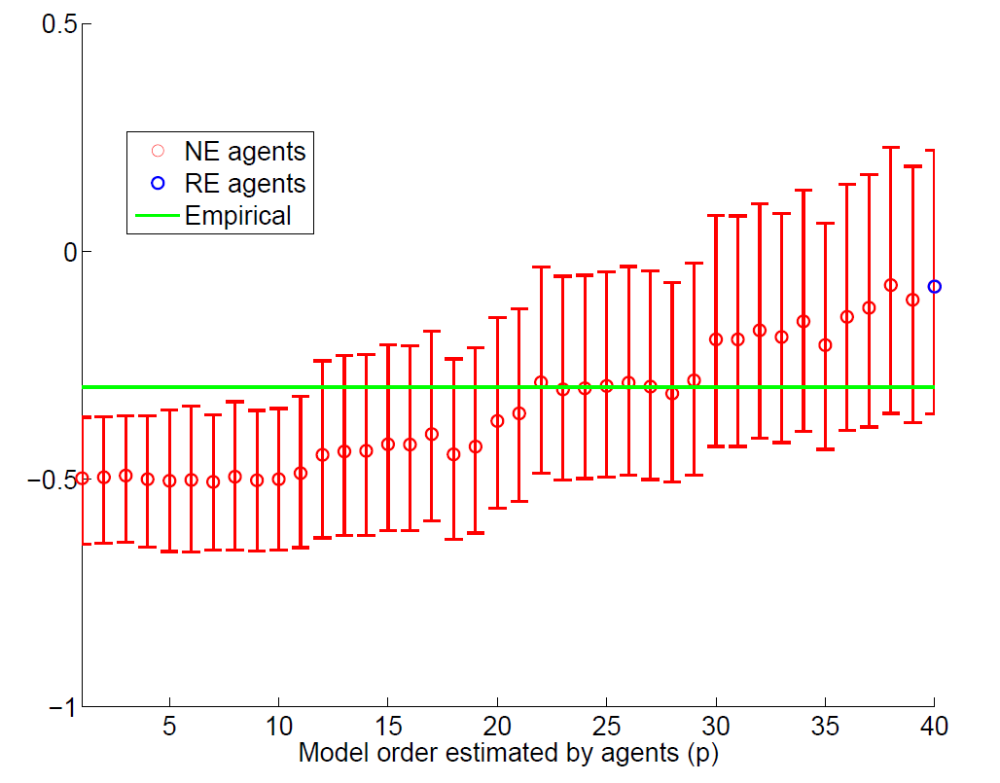 0.5
NE agents
RE agents
Empirical
0
−0.5
−1
5 10 15 20 25 30 35 40
Model order estimated by agents (p)